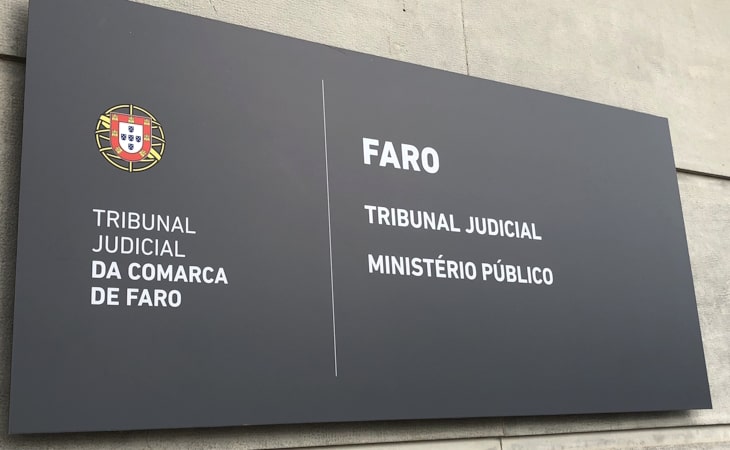 TRIBUNAL
JUDICIAL
DA COMARCA
DE FARO
FARO
TRIBUNAL JUDICIAL
MINISTÉRIO PÚBLICO